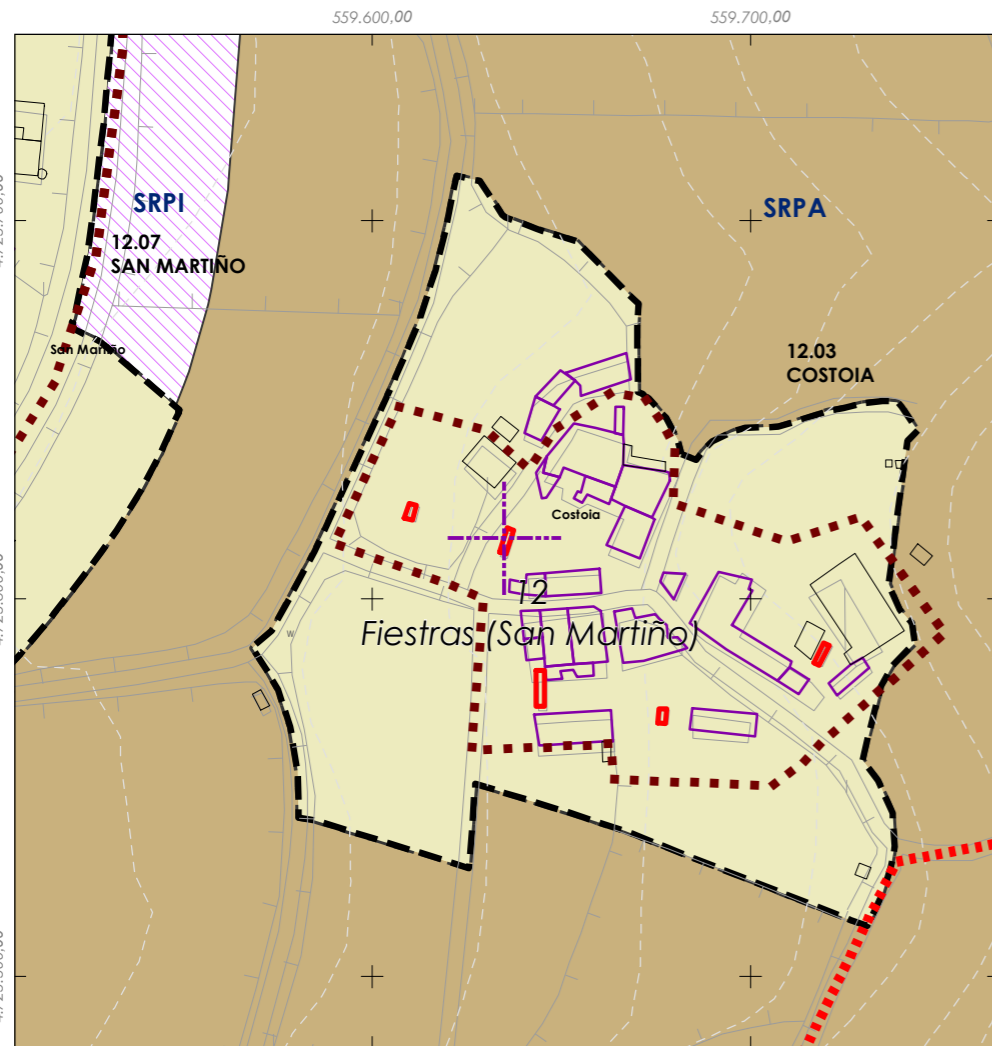 559.600,00
559.700,00
SRPI
SRPA
12.07
SAN MARTIÑO
San Martiño
12.03
COSTOIA
Costoia
12
Fiestras (San Martiño)
W